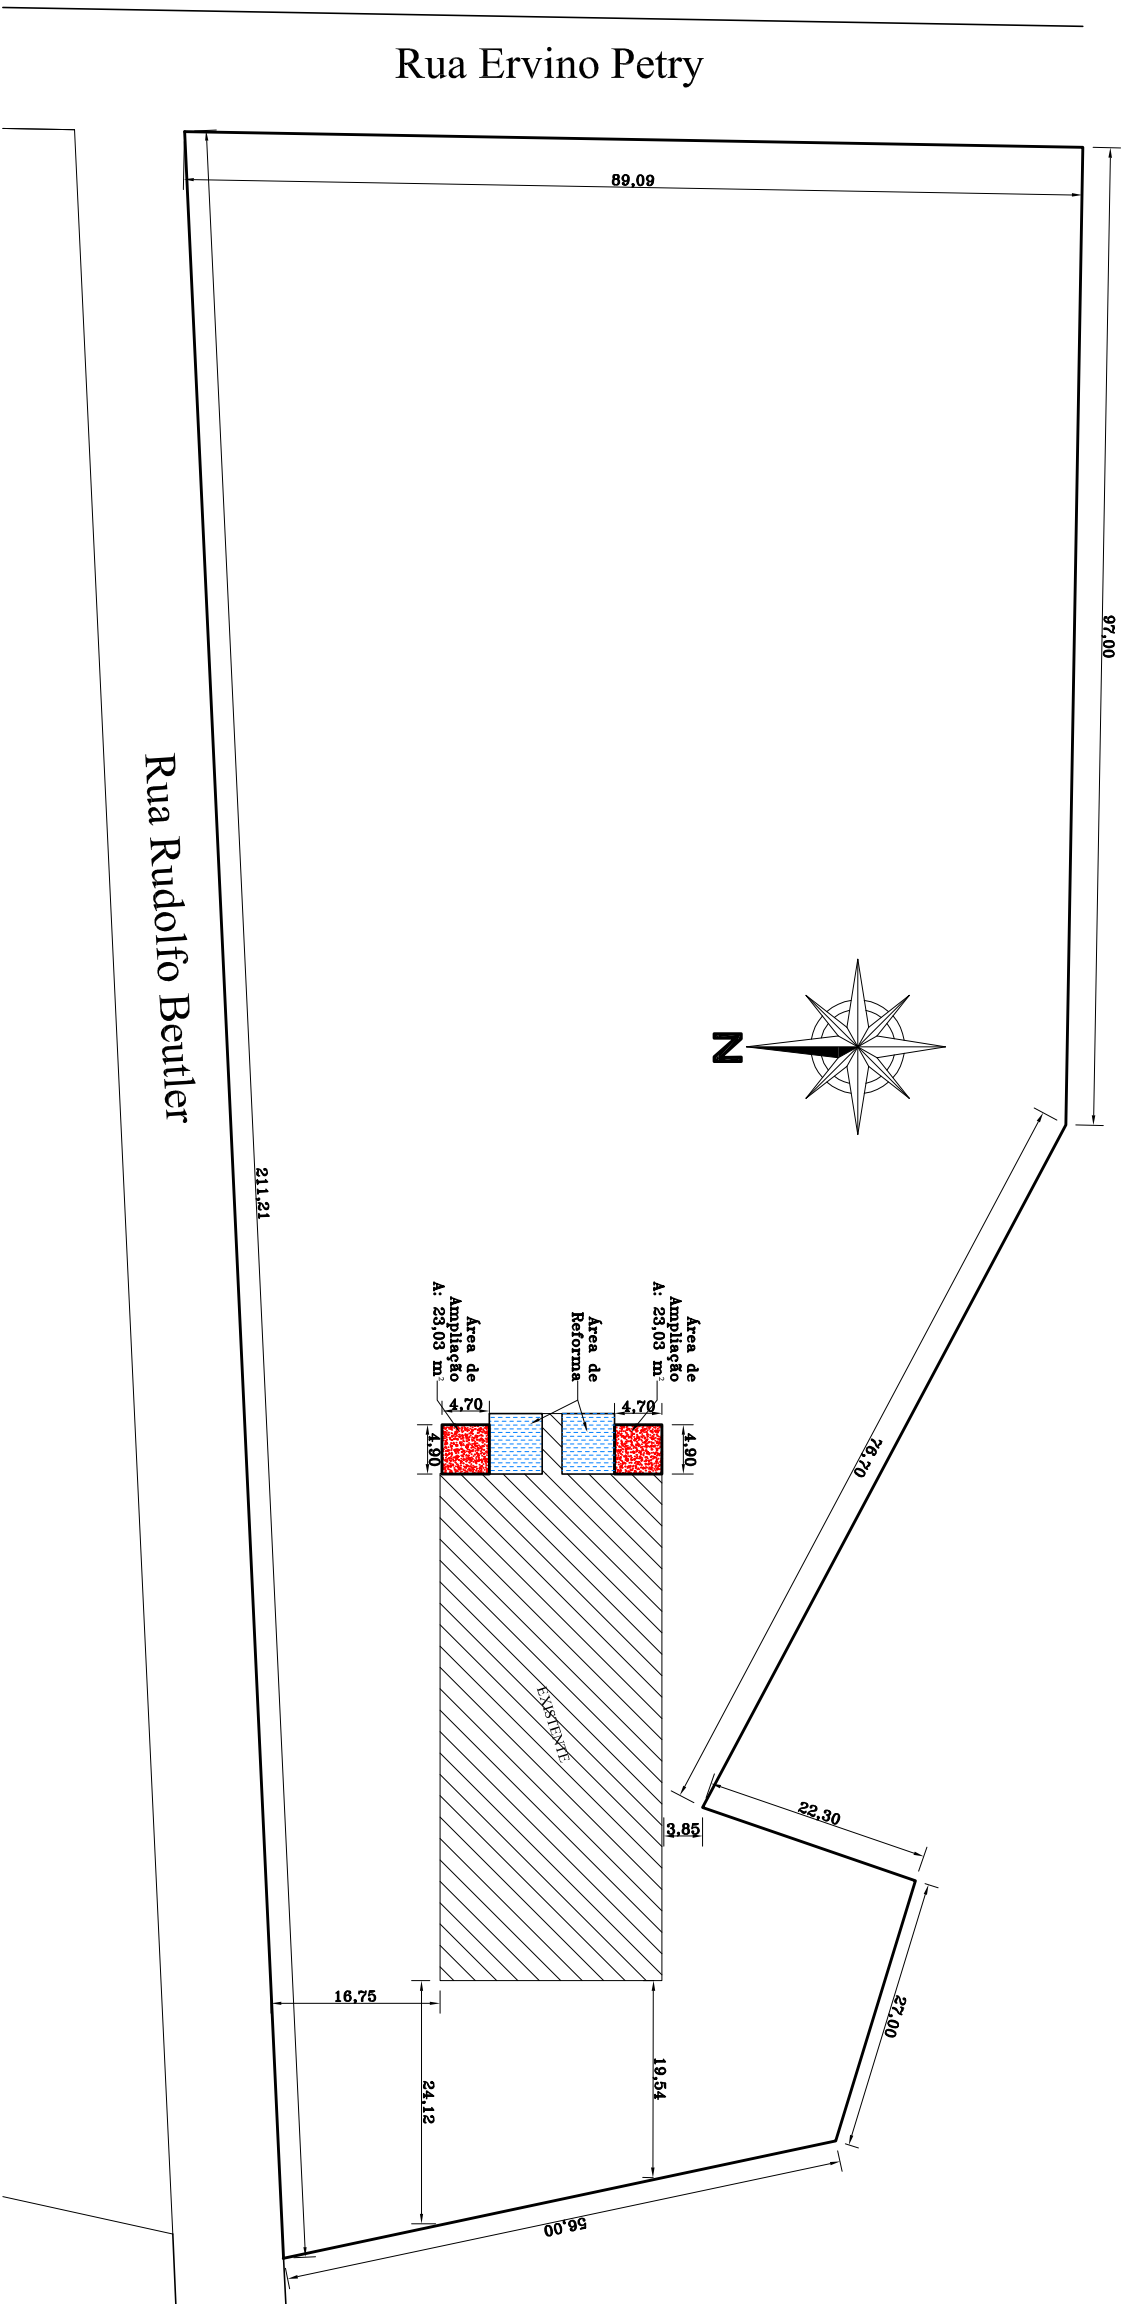 Rua Ervino Petry
89,09
97,00
Rua Rudolfo Beutler
N
211,21
76,70
Área de
Ampliação
A: 23,03 m²
Área de
Reforma
Área de
Ampliação
A: 23,03 m²
4,70
4,70
4,90
4,90
EXISTENTE
22,30
3,85
27,00
16,75
19,54
24,12
56,00